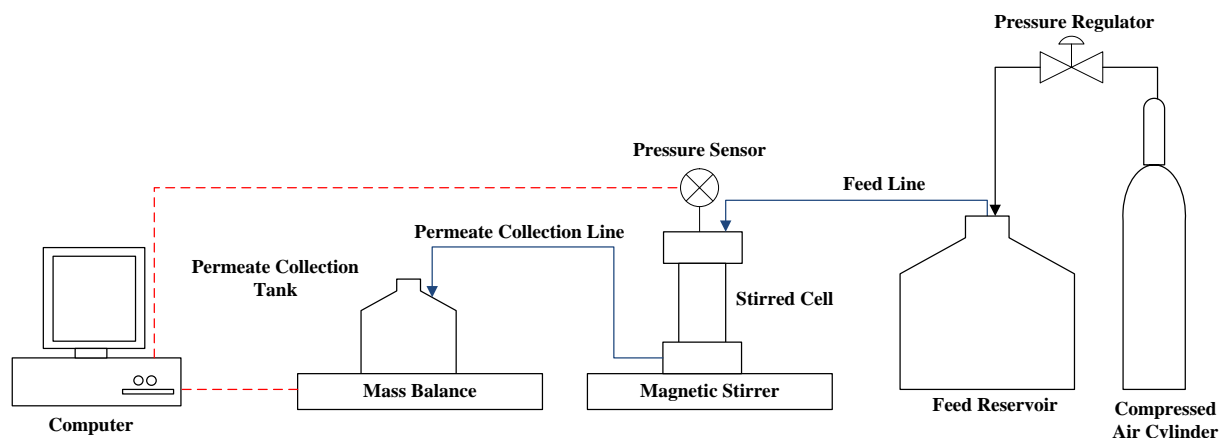 Pressure Regulator
Pressure Sensor
Feed Line
Permeate Collection Line
Permeate Collection
Tank
Stirred Cell
Mass Balance
Magnetic Stirrer
Feed Reservoir
Compressed
Air Cylinder
Computer